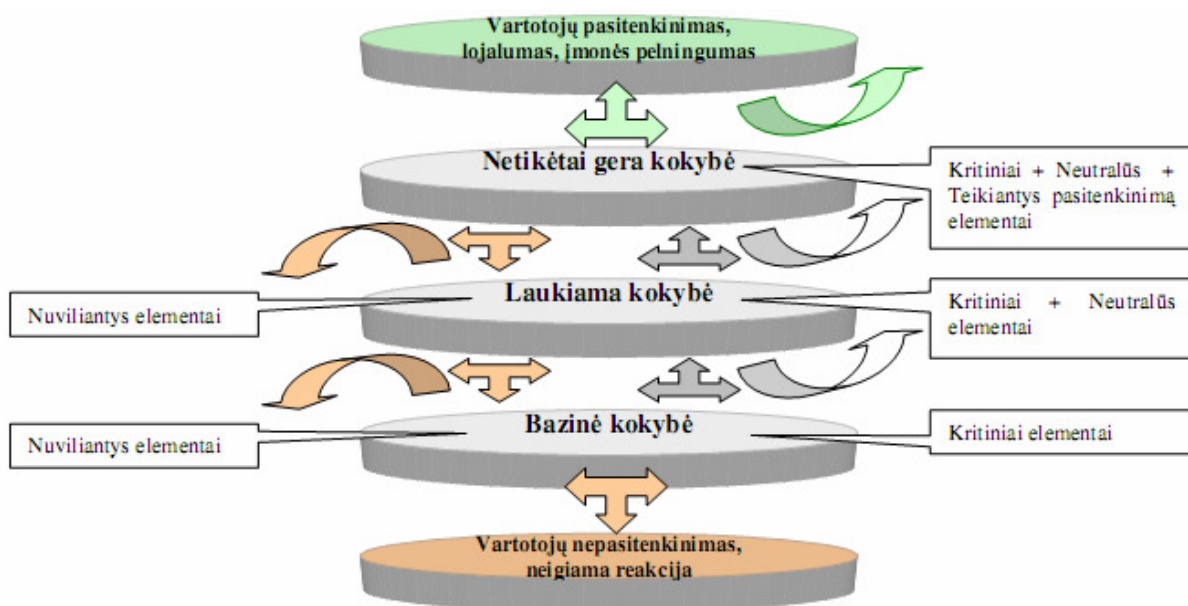 Vartotojų pasitenkinimas,
lojalumas, įmonės pelningumas
Netikėtai gera kokybė
Kritiniai + Neutralūs +
Teikiantys pasitenkinimą
elementai
Laukiama kokybė
Nuviliantys elementai
Kritiniai + Neutralūs
elementai
Bazinė kokybė
Nuviliantys elementai
Kritiniai elementai
Vartotojų nepasitenkinimas,
neigiama reakcija